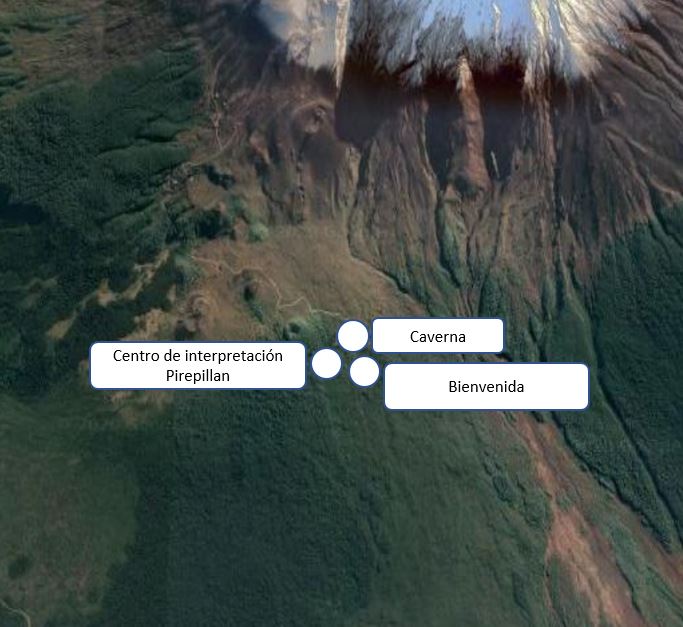 Caverna
Centro de interpretación
Pirepillan
Bienvenida